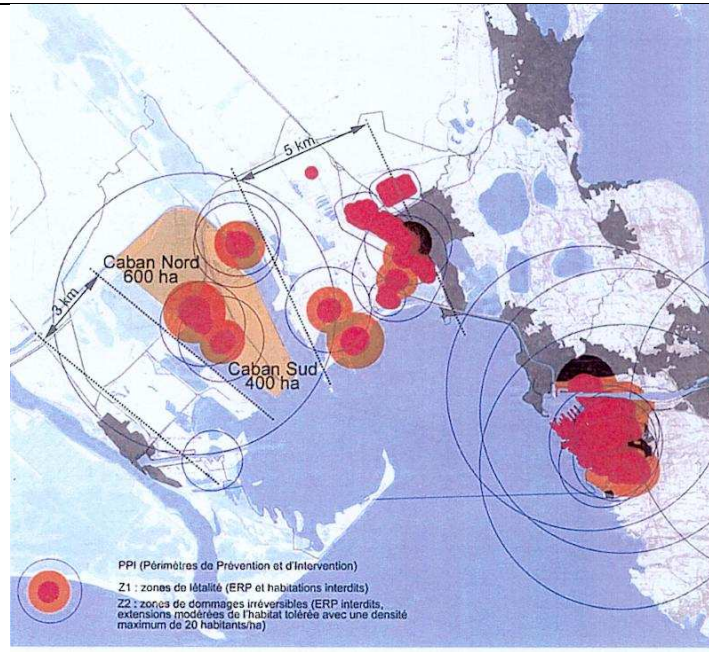 5 km.
Caban Nord
600 ha
3 km.
Caban Sud
400 ha
PPI (Périmètres de Prévention et d'Intervention)
Z1 : zones de létalité (ERP et habitations interdits)
Z2 : zones de dommages irréversibles (ERP interdits,
extensions modérées de l'habitat tolérée avec une densité
maximum de 20 habitants/ha)